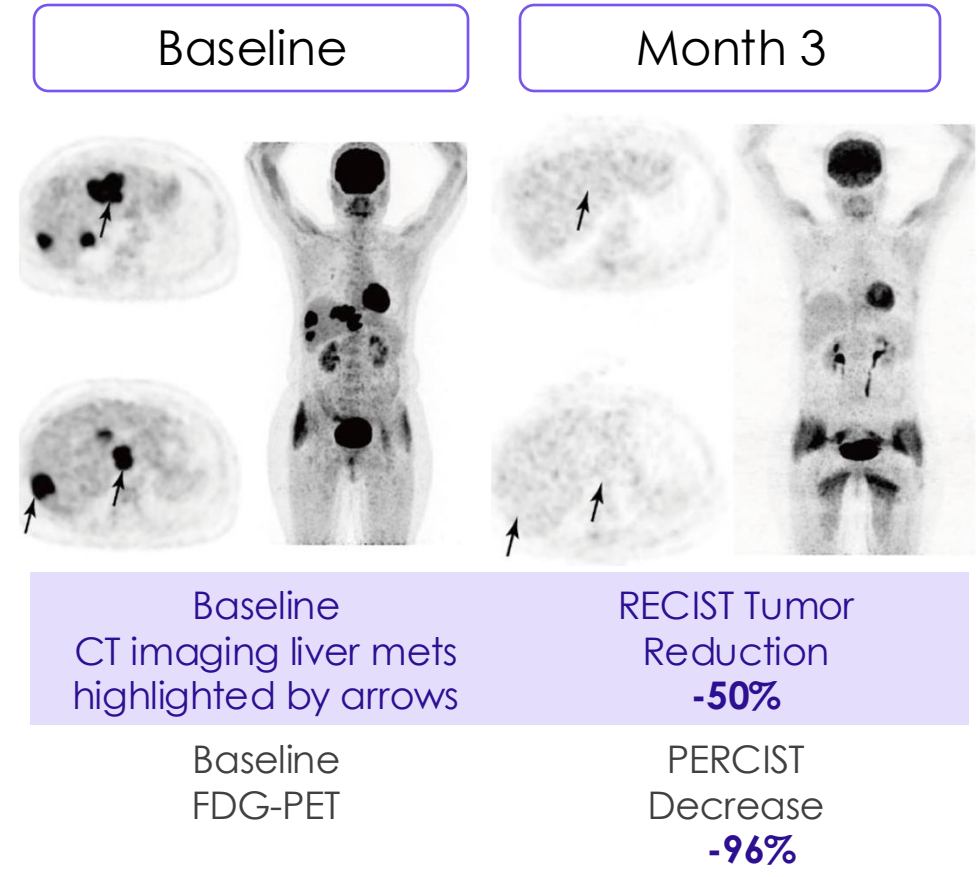 Baseline
Month 3
Baseline
CT imaging liver mets
highlighted by arrows
RECIST Tumor
Reduction
-50%
Baseline
FDG-PET
PERCIST
Decrease
-96%